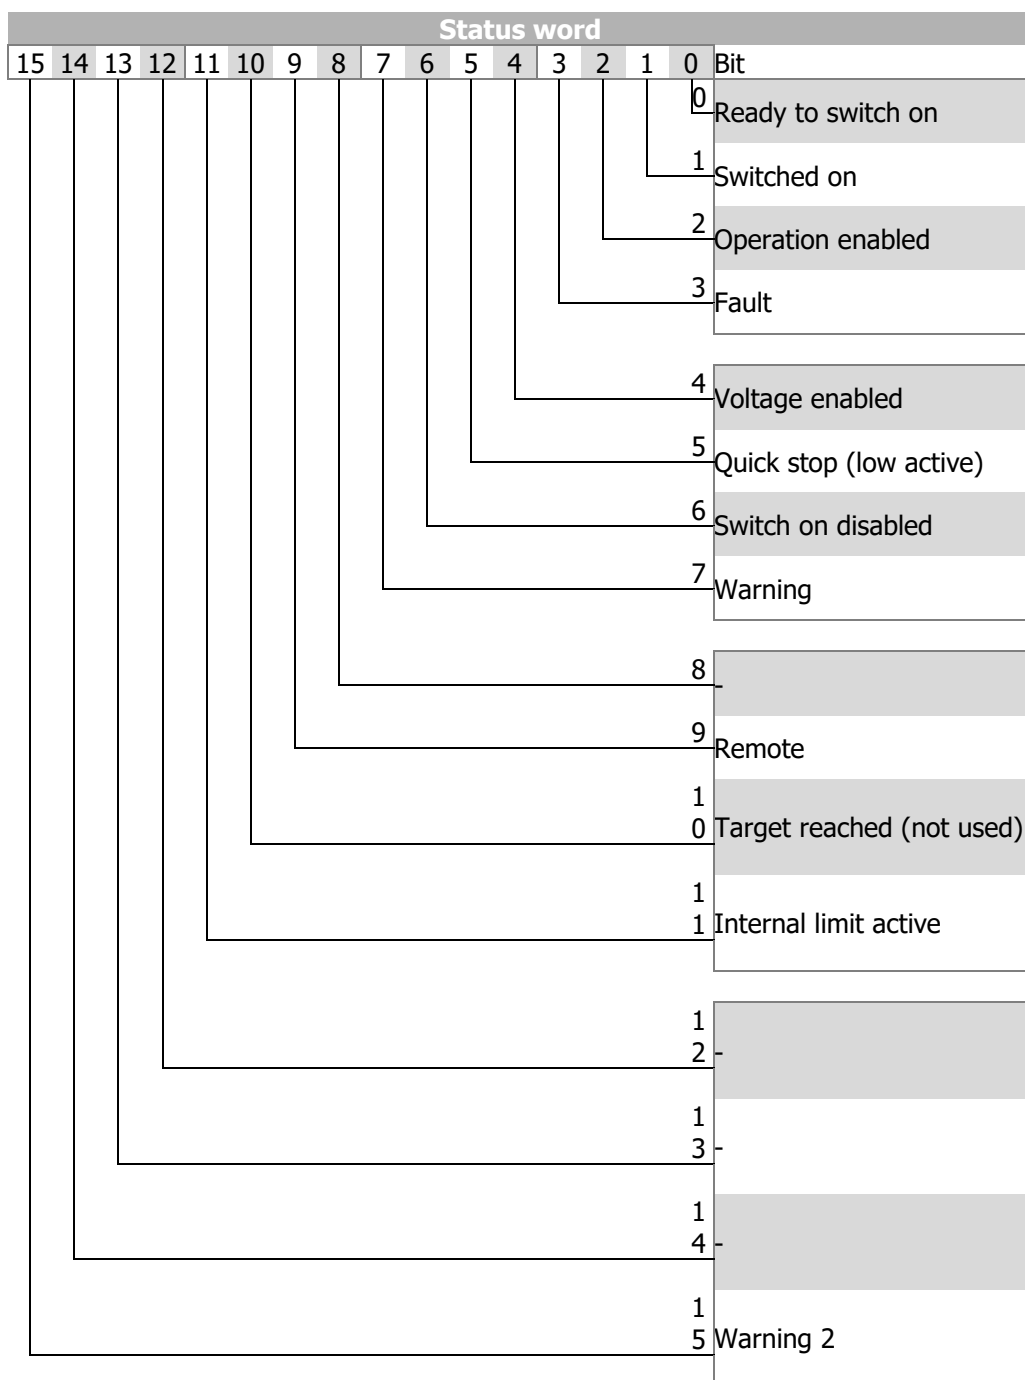 Status word
15 14 13 12 11 10 9 8 7 6 5 4 3 2 1 0 Bit
0 Ready to switch on
1 Switched on
2 Operation enabled
3 Fault
4 Voltage enabled
5 Quick stop (low active)
6 Switch on disabled
7 Warning
8 -
9 Remote
1
0 Target reached (not used)
1
1 Internal limit active
1
2 -
1
3 -
1
4 -
1
5 Warning 2